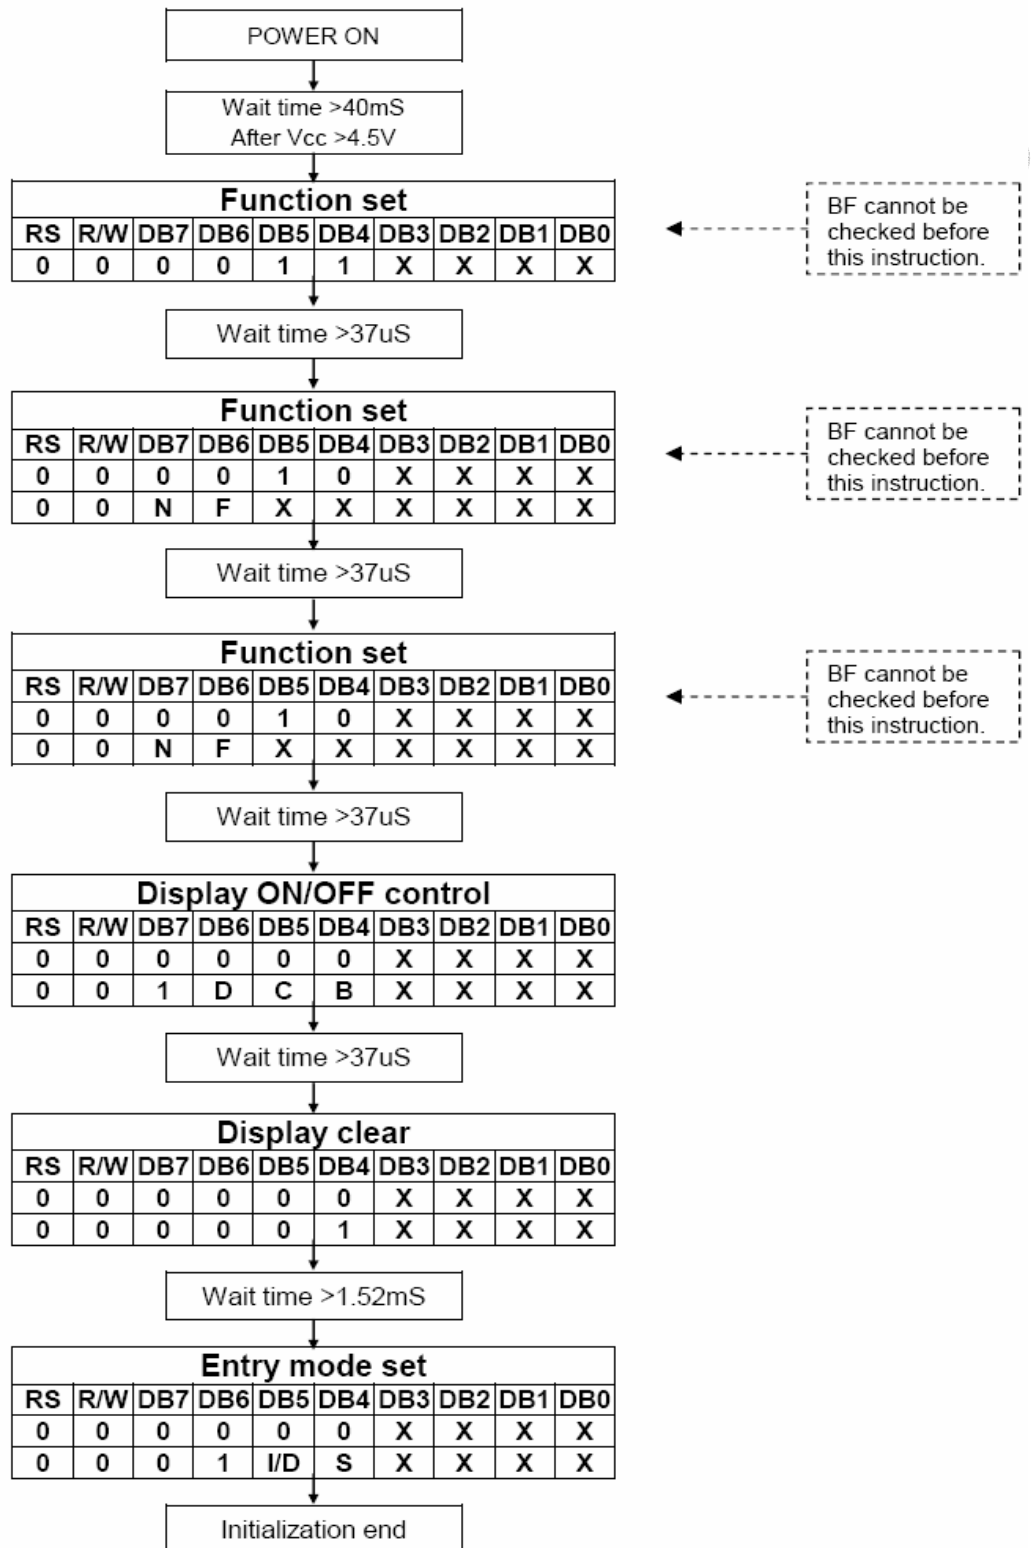 POWER ON
Wait time >40mS
After Vcc >4.5V
Function set
RS R/W DB7 DB6 DB5 DB4 DB3 DB2 DB1 DB0
0 0 0 0 1 1 X X X X
BF cannot be
checked before
this instruction.
Wait time >37uS
Function set
RS R/W DB7 DB6 DB5 DB4 DB3 DB2 DB1 DB0
0 0 0 0 1 0 X X X X
0 0 N F X X X X X X
BF cannot be
checked before
this instruction.
Wait time >37uS
Function set
RS R/W DB7 DB6 DB5 DB4 DB3 DB2 DB1 DB0
0 0 0 0 1 0 X X X X
0 0 N F X X X X X X
BF cannot be
checked before
this instruction.
Wait time >37uS
Display ON/OFF control
RS R/W DB7 DB6 DB5 DB4 DB3 DB2 DB1 DB0
0 0 0 0 0 0 X X X X
0 0 1 D C B X X X X
Wait time >37uS
Display clear
RS R/W DB7 DB6 DB5 DB4 DB3 DB2 DB1 DB0
0 0 0 0 0 0 X X X X
0 0 0 0 0 1 X X X X
Wait time >1.52mS
Entry mode set
RS R/W DB7 DB6 DB5 DB4 DB3 DB2 DB1 DB0
0 0 0 0 0 0 X X X X
0 0 0 1 I/D S X X X X
Initialization end